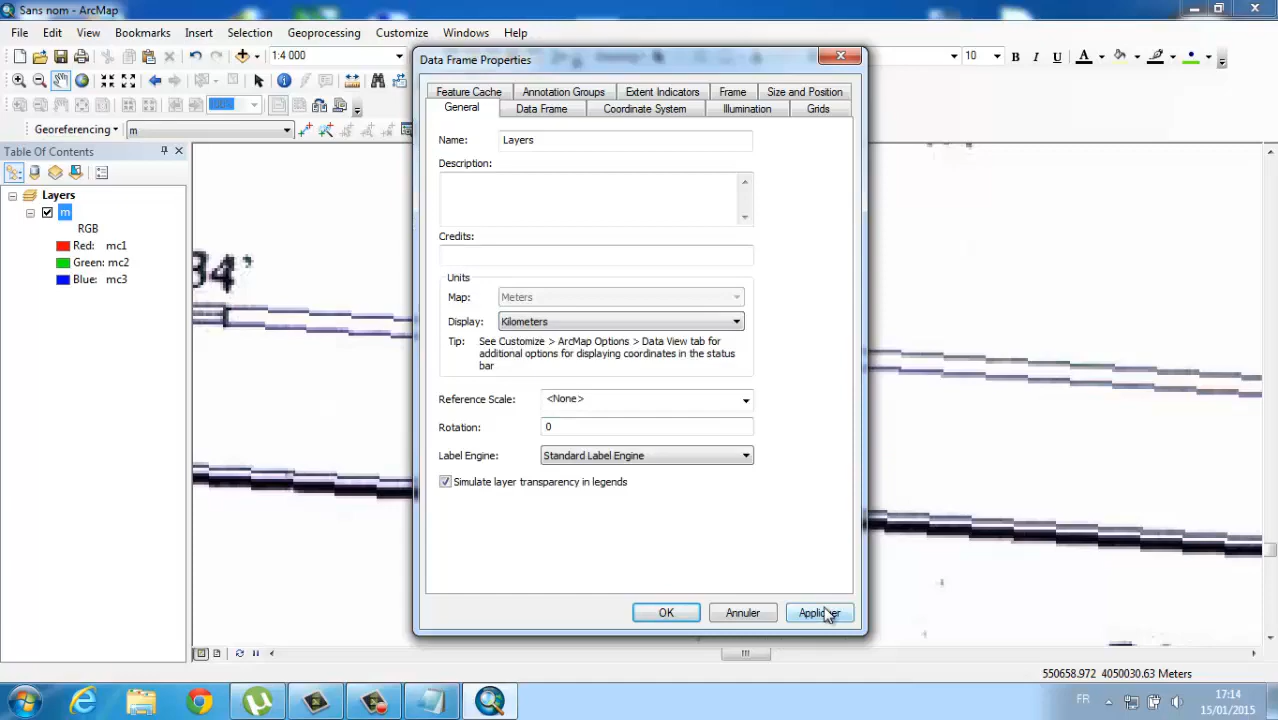 Sans nom - ArcMap
File Edit View Bookmarks Insert Selection Geoprocessing Customize Windows Help
1:4 000
10 B I U A
Georeferencing m
Table Of Contents
Layers
m
RGB
Red: mc1
Green: mc2
Blue: mc3
34'
Data Frame Properties
Feature Cache Annotation Groups Extent Indicators Frame Size and Position
General Data Frame Coordinate System Illumination Grids
Name: Layers
Description:
Credits:
Units
Map: Meters
Display: Kilometers
Tip: See Customize > ArcMap Options > Data View tab for
additional options for displaying coordinates in the status
bar
Reference Scale: <None>
Rotation: 0
Label Engine: Standard Label Engine
Simulate layer transparency in legends
OK Annuler Appliquer
550658.972 4050030.63 Meters
FR 17:14
15/01/2015